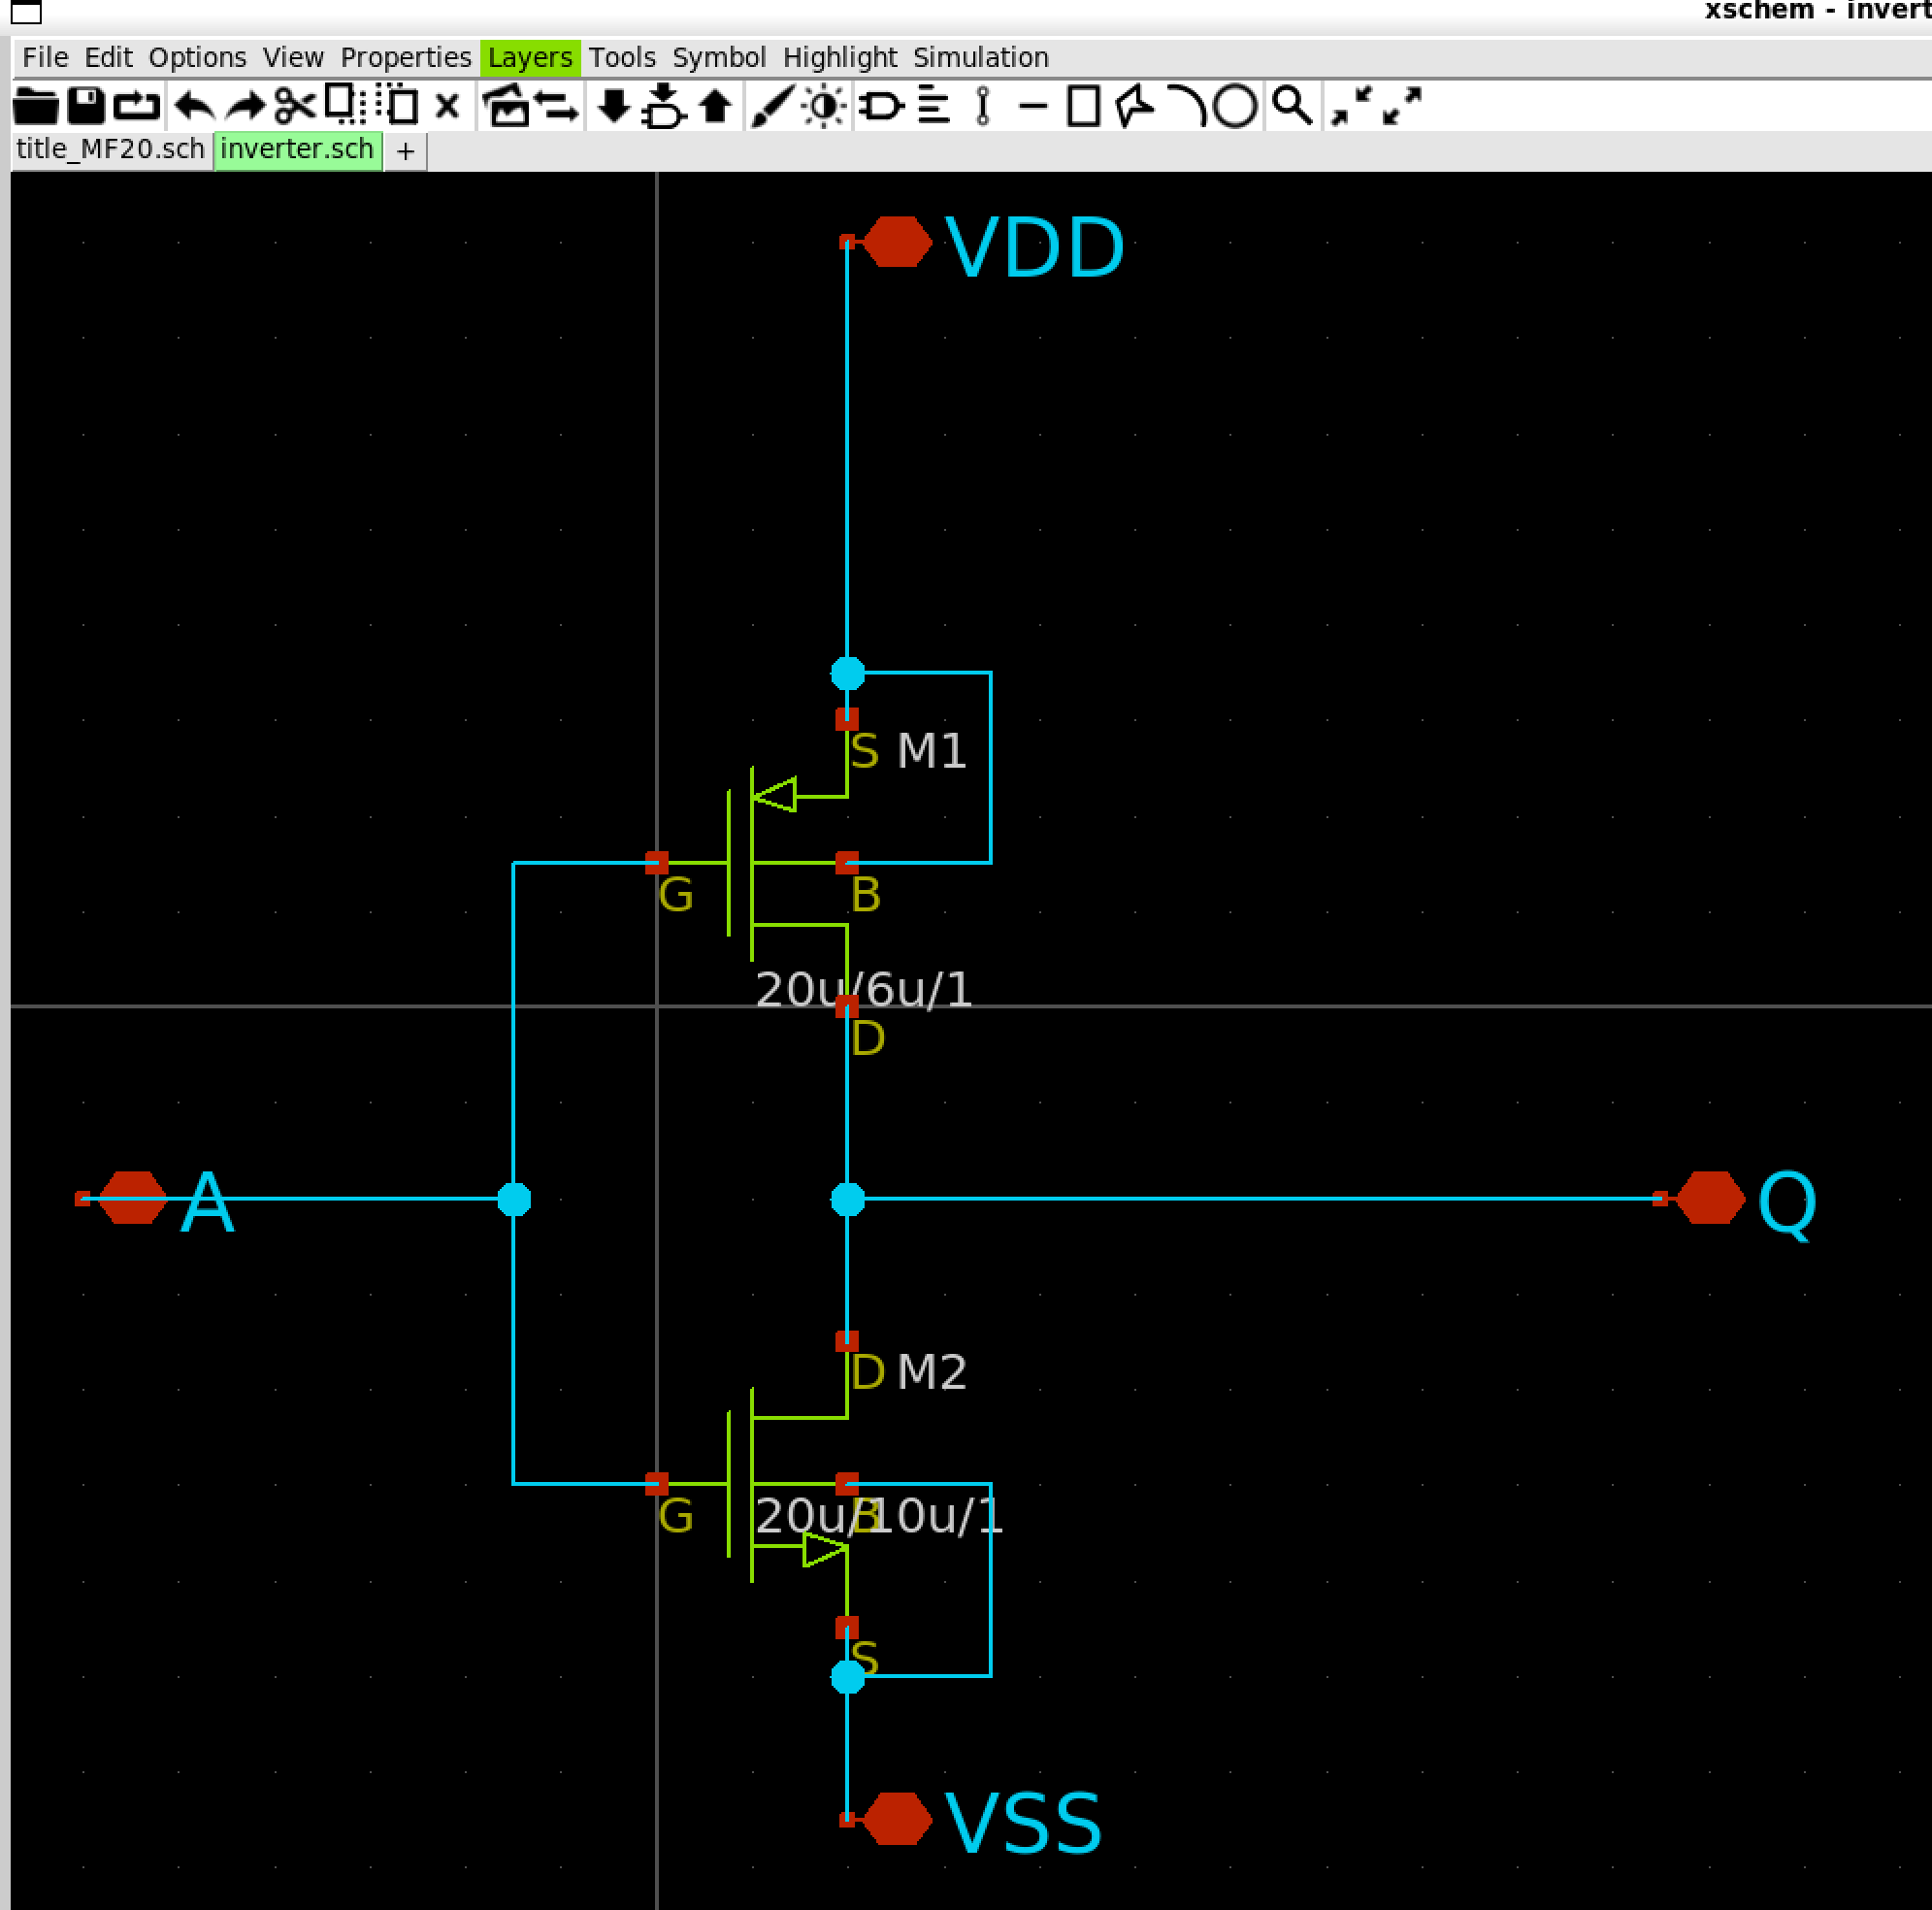 xschem - invert
File Edit Options View Properties Layers Tools Symbol Highlight Simulation
title_MF20.sch inverter.sch +
VDD
S M1
G B
20u/6u/1
D
A Q
D M2
G 20u/10u/1 B
S
VSS